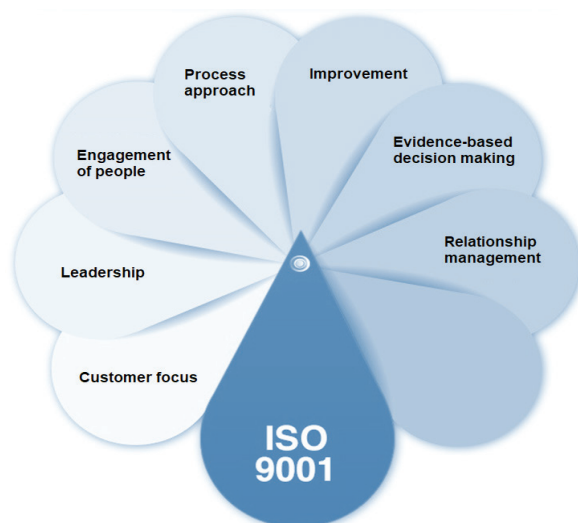 Process
approach
Improvement
Engagement
of people
Evidence-based
decision making
Leadership
Relationship
management
Customer focus
ISO
9001